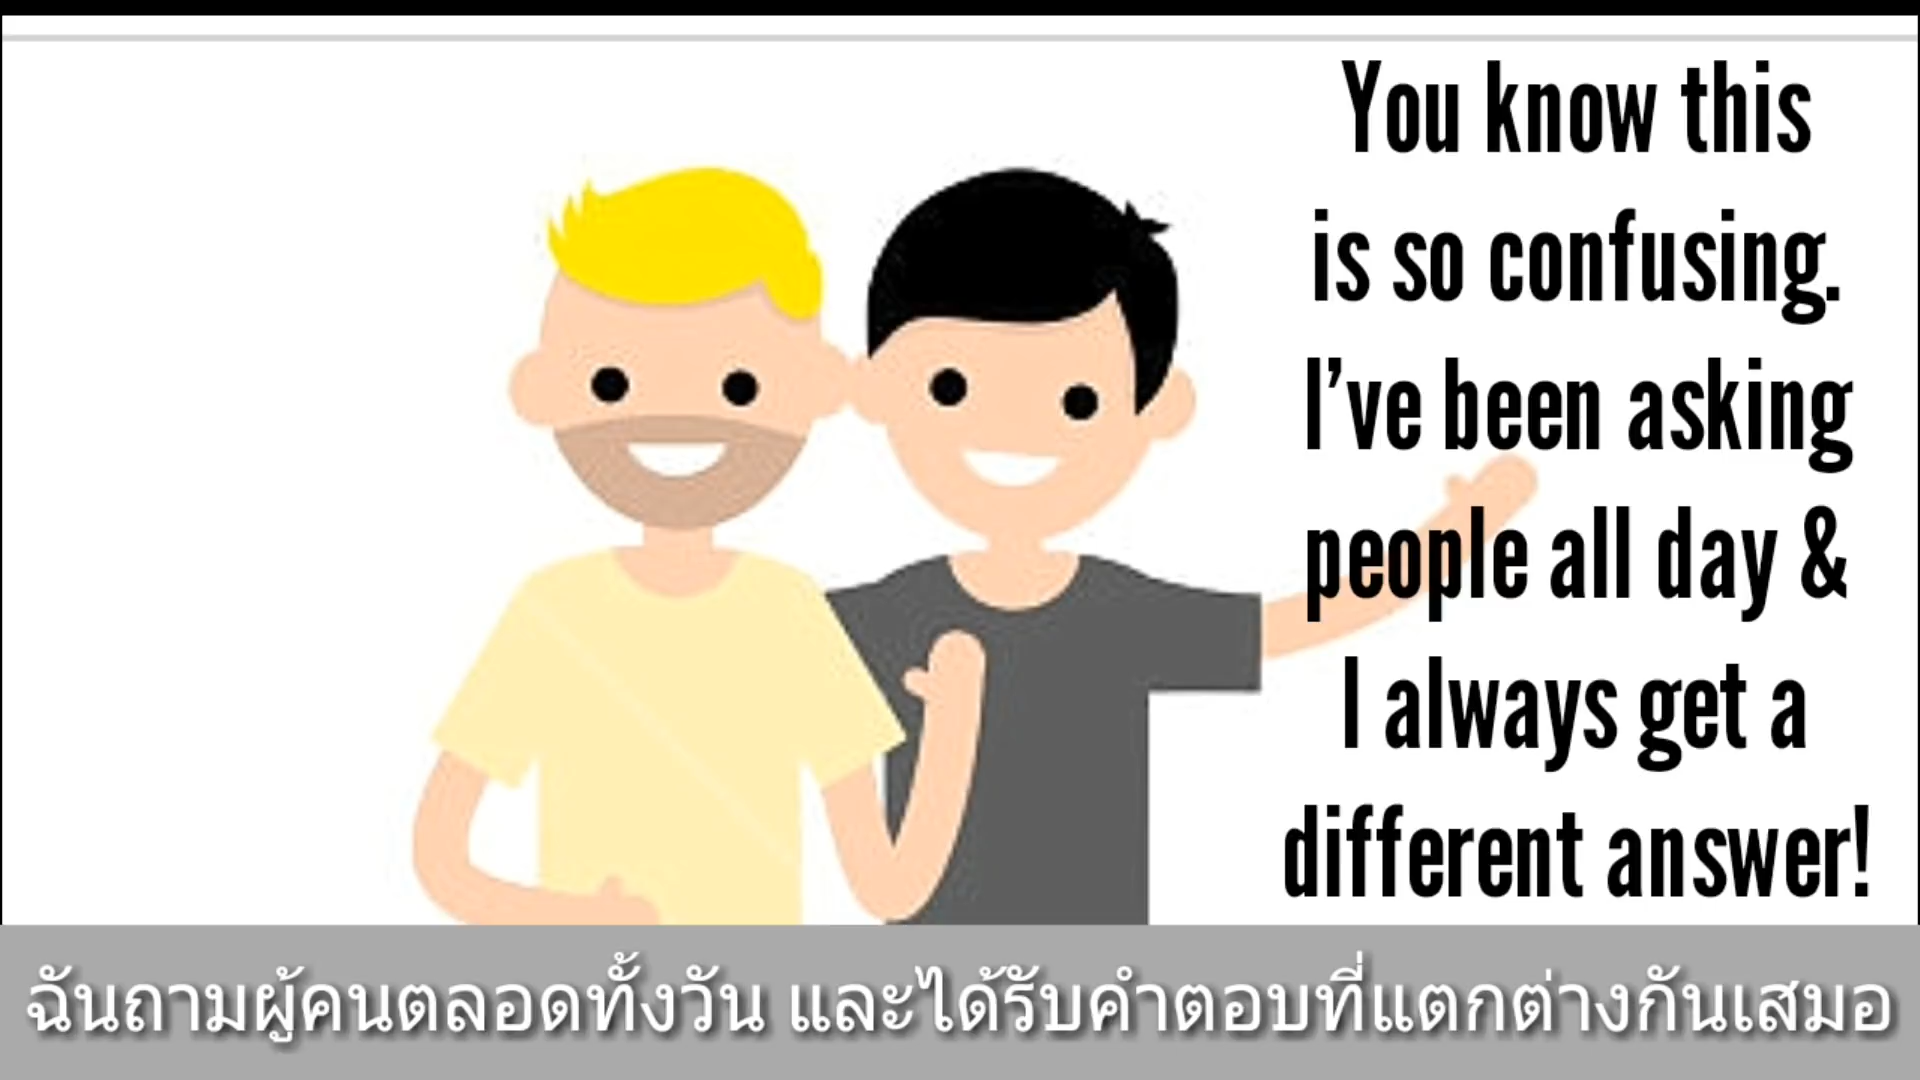 You know this
is so confusing.
I've been asking
people all day &
I always get a
different answer!
ฉันถามผู้คนตลอดทั้งวัน และได้รับคำตอบที่แตกต่างกันเสมอ